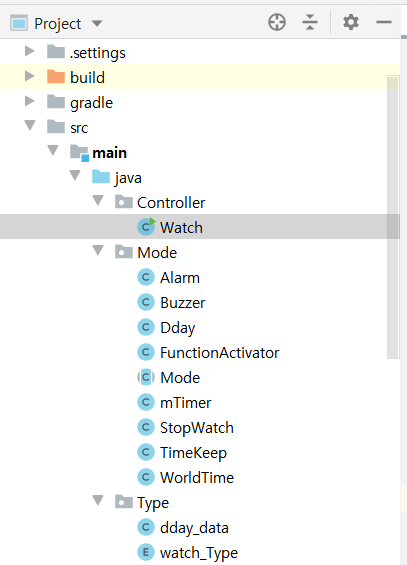 Project
.settings
build
gradle
src
main
java
Controller
C Watch
Mode
C Alarm
C Buzzer
C Dday
C FunctionActivator
C Mode
C mTimer
C StopWatch
C TimeKeep
C WorldTime
Type
C dday_data
E watch_Type